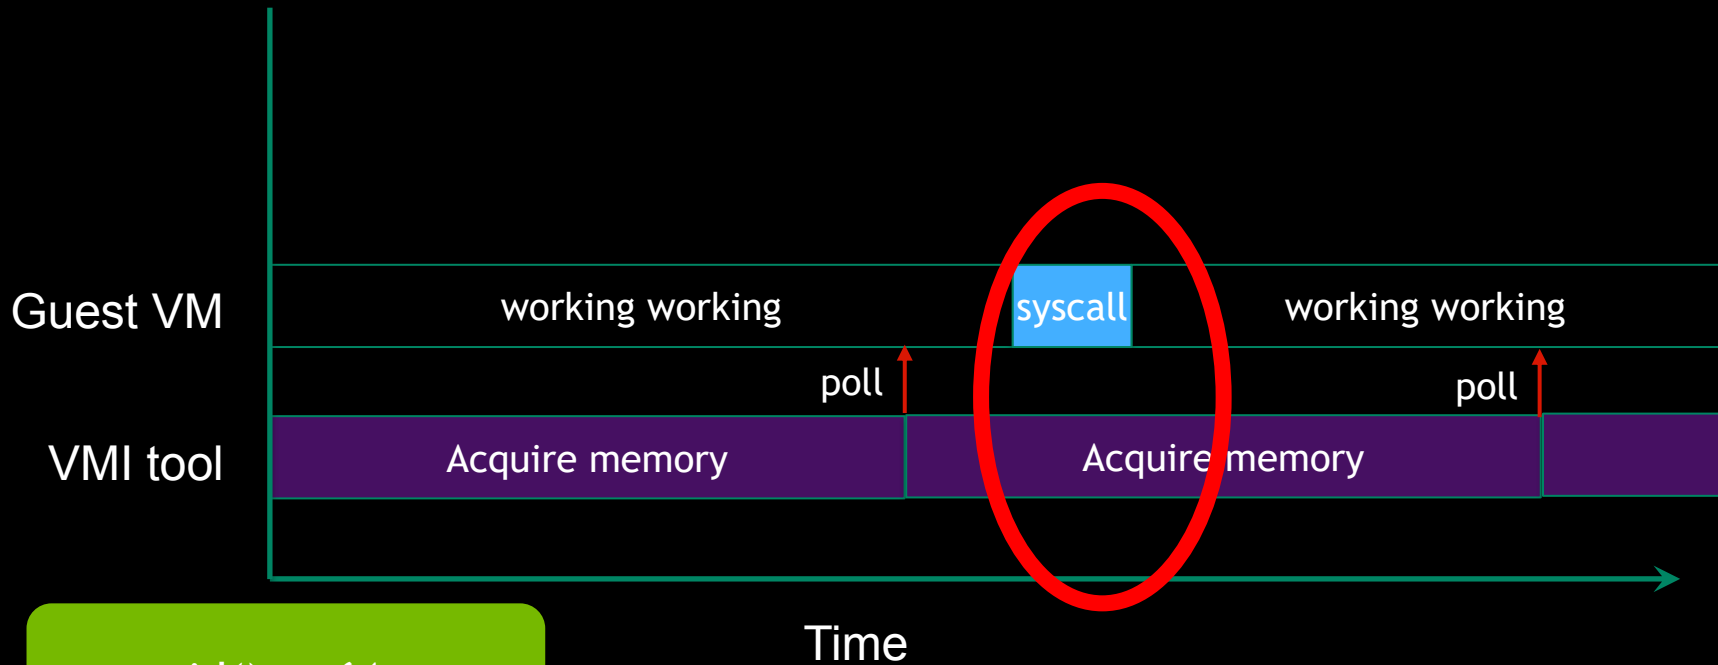 Guest VM
working working
syscall
working working
poll
poll
VMI tool
Acquire memory
Acquire memory
Time